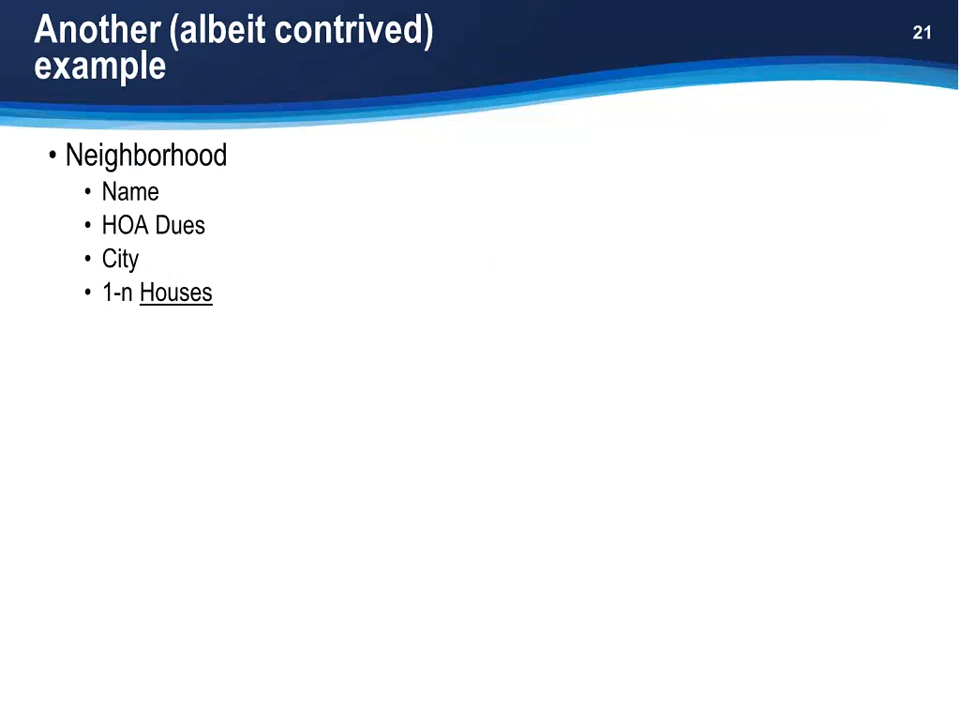 Another (albeit contrived)
example
21
• Neighborhood
• Name
• HOA Dues
• City
• 1-n Houses